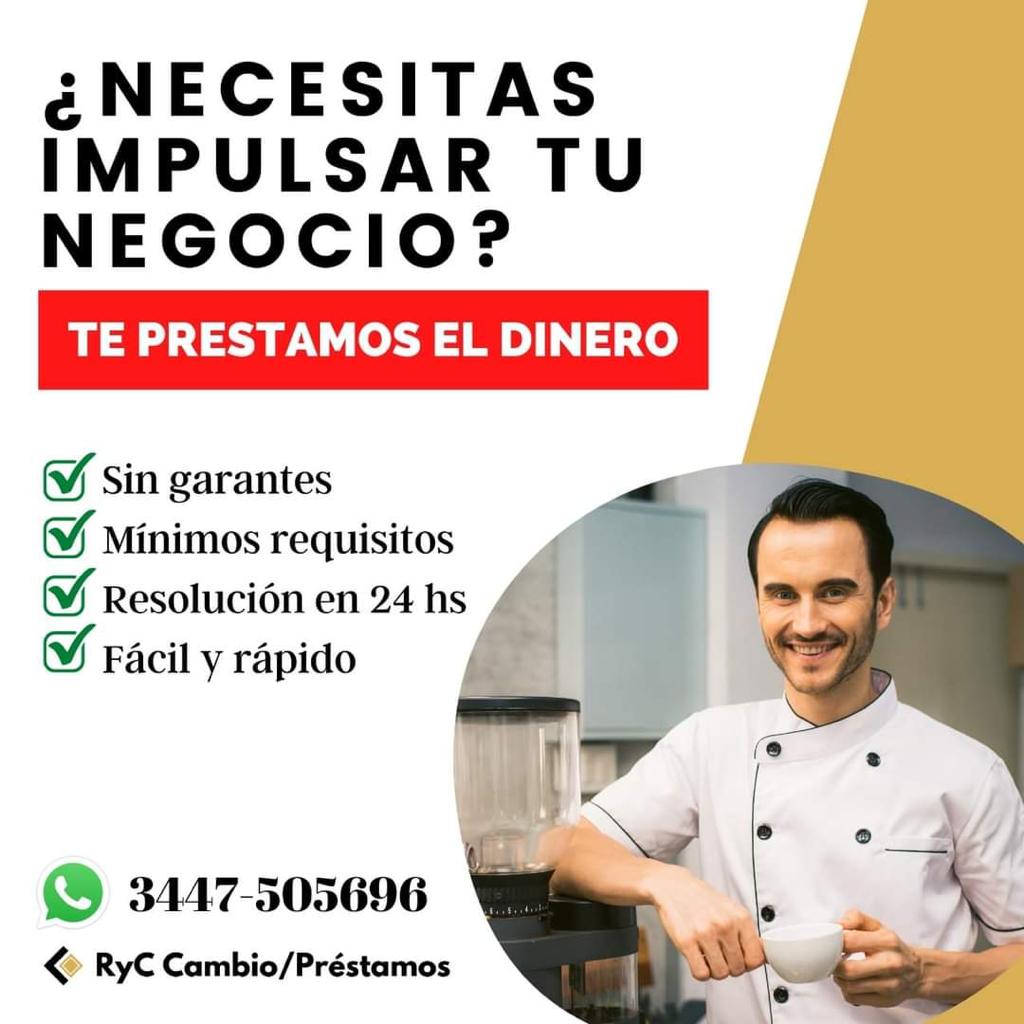 ¿NECESITAS
IMPULSAR TU
NEGOCIO?
TE PRESTAMOS EL DINERO
Sin garantes
Mínimos requisitos
Resolución en 24 hs
Fácil y rápido
3447-505696
RyC Cambio/Préstamos